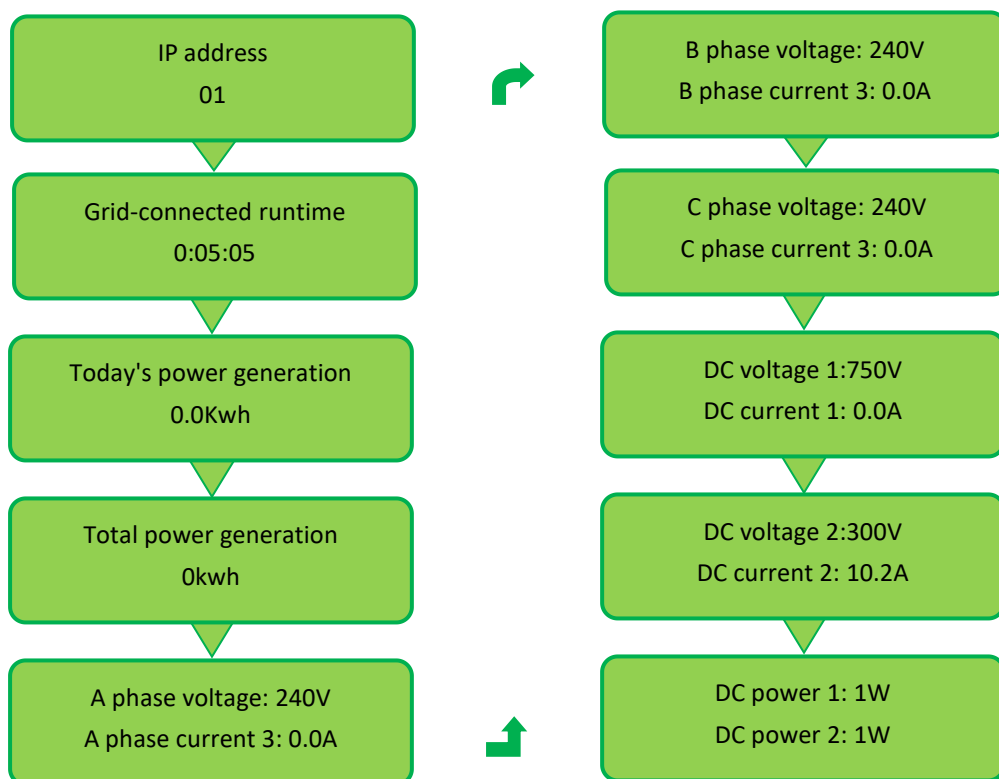 IP address
01
Grid-connected runtime
0:05:05
Today's power generation
0.0Kwh
Total power generation
0kwh
A phase voltage: 240V
A phase current 3: 0.0A
B phase voltage: 240V
B phase current 3: 0.0A
C phase voltage: 240V
C phase current 3: 0.0A
DC voltage 1:750V
DC current 1: 0.0A
DC voltage 2:300V
DC current 2: 10.2A
DC power 1: 1W
DC power 2: 1W